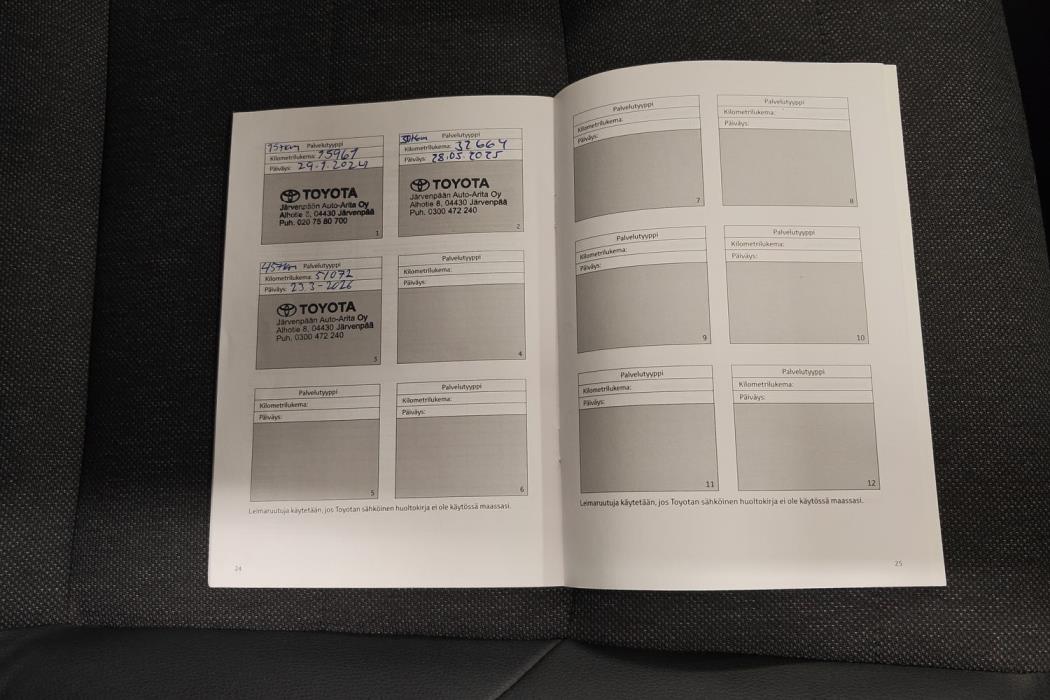 15tkm Palvelutyyppi
Kilometrilukema: 15961
Päiväys: 29.7.2024
TOYOTA
Järvenpään Auto-Arita Oy
Alhotie 8, 04430 Järvenpää
Puh. 020 75 80 700
1
30tkm Palvelutyyppi
Kilometrilukema: 32664
Päiväys: 28.05.2025
TOYOTA
Järvenpään Auto-Arita Oy
Alhotie 8, 04430 Järvenpää
Puh. 0300 472 240
2
45tkm Palvelutyyppi
Kilometrilukema: 51072
Päiväys: 23.3-2026
TOYOTA
Järvenpään Auto-Arita Oy
Alhotie 8, 04430 Järvenpää
Puh. 0300 472 240
3
Palvelutyyppi
Kilometrilukema:
Päiväys:
4
Palvelutyyppi
Kilometrilukema:
Päiväys:
5
Palvelutyyppi
Kilometrilukema:
Päiväys:
6
Leimaruutuja käytetään, jos Toyotan sähköinen huoltokirja ei ole käytössä maassasi.
24
Palvelutyyppi
Kilometrilukema:
Päiväys:
7
Palvelutyyppi
Kilometrilukema:
Päiväys:
8
Palvelutyyppi
Kilometrilukema:
Päiväys:
9
Palvelutyyppi
Kilometrilukema:
Päiväys:
10
Palvelutyyppi
Kilometrilukema:
Päiväys:
11
Palvelutyyppi
Kilometrilukema:
Päiväys:
12
Leimaruutuja käytetään, jos Toyotan sähköinen huoltokirja ei ole käytössä maassasi.
25